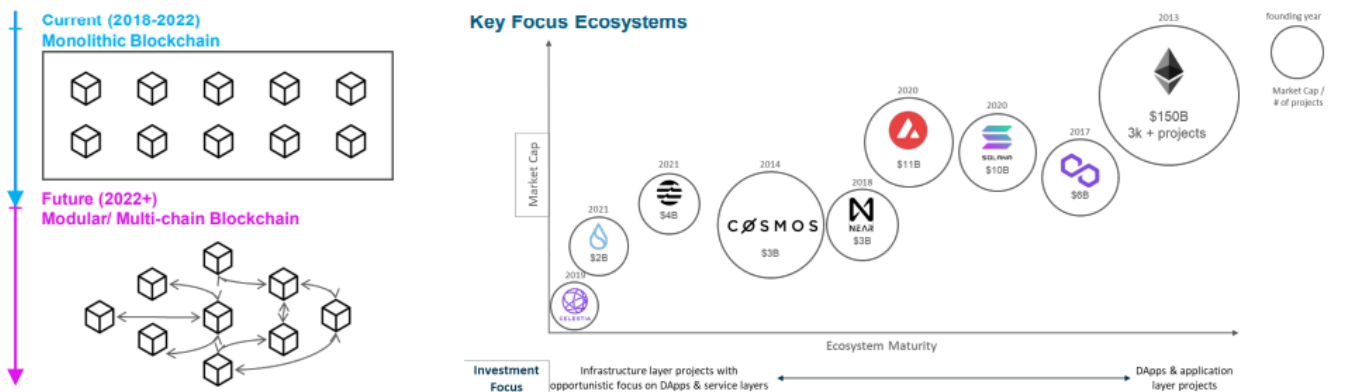 Current (2018-2022)
Monolithic Blockchain
Future (2022+)
Modular/ Multi-chain Blockchain
Key Focus Ecosystems
Market Cap
2019
CELESTIA
2021
$2B
2021
$4B
2014
COSMOS
$3B
2018
NEAR
$3B
2020
$11B
2020
SOLANA
$10B
2017
$6B
2013
$150B
3k + projects
founding year
Market Cap /
# of projects
Ecosystem Maturity
Investment
Focus
Infrastructure layer projects with
opportunistic focus on DApps & service layers
DApps & application
layer projects